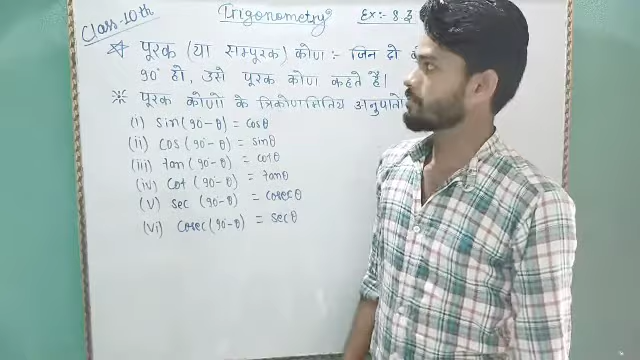 Class-10th
Trigonometry
Ex:- 8.3
पूरक (या सम्पूरक) कोण :- जिन दो
90° हो, उसे पूरक कोण कहते हैं।
पूरक कोणों के त्रिकोणमितिय अनुपातो
(i) sin(90-θ) = cosθ
(ii) cos(90-θ) = sinθ
(iii) tan(90-θ) = cotθ
(iv) cot(90-θ) = tanθ
(v) sec(90-θ) = cosecθ
(vi) cosec(90-θ) = secθ